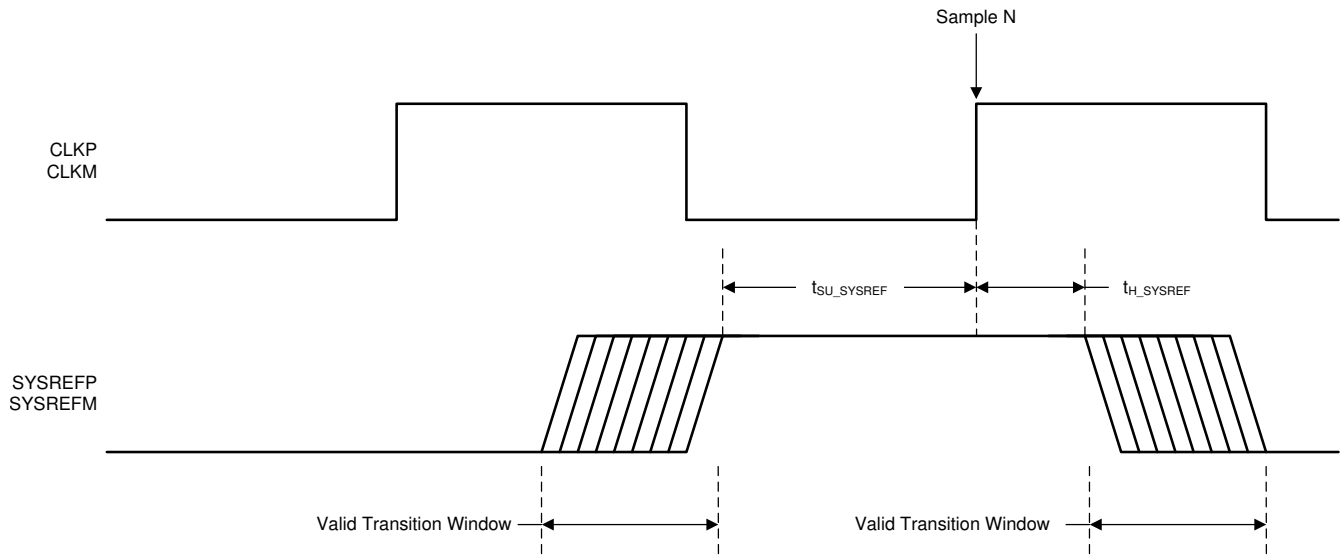 Sample N
CLKP
CLKM
tSU_SYSREF
tH_SYSREF
SYSREFP
SYSREFM
Valid Transition Window
Valid Transition Window